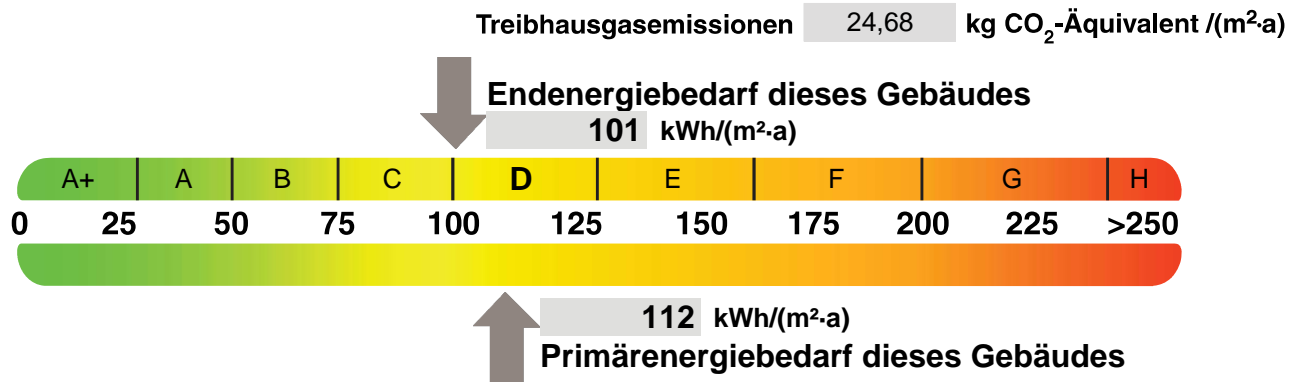 Treibhausgasemissionen 24,68 kg CO₂-Äquivalent /(m²·a)
Endenergiebedarf dieses Gebäudes
101 kWh/(m²·a)
A+ A B C D E F G H
0 25 50 75 100 125 150 175 200 225 >250
112 kWh/(m²·a)
Primärenergiebedarf dieses Gebäudes